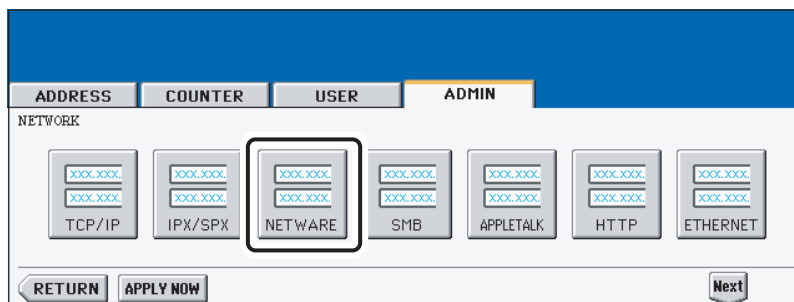 ADDRESS COUNTER USER ADMIN
NETWORK
XXX.XXX. XXX.XXX. XXX.XXX. XXX.XXX. XXX.XXX. XXX.XXX. XXX.XXX.
XXX.XXX. XXX.XXX. XXX.XXX. XXX.XXX. XXX.XXX. XXX.XXX. XXX.XXX.
TCP/IP IPX/SPX NETWARE SMB APPLETALK HTTP ETHERNET
RETURN APPLY NOW Next